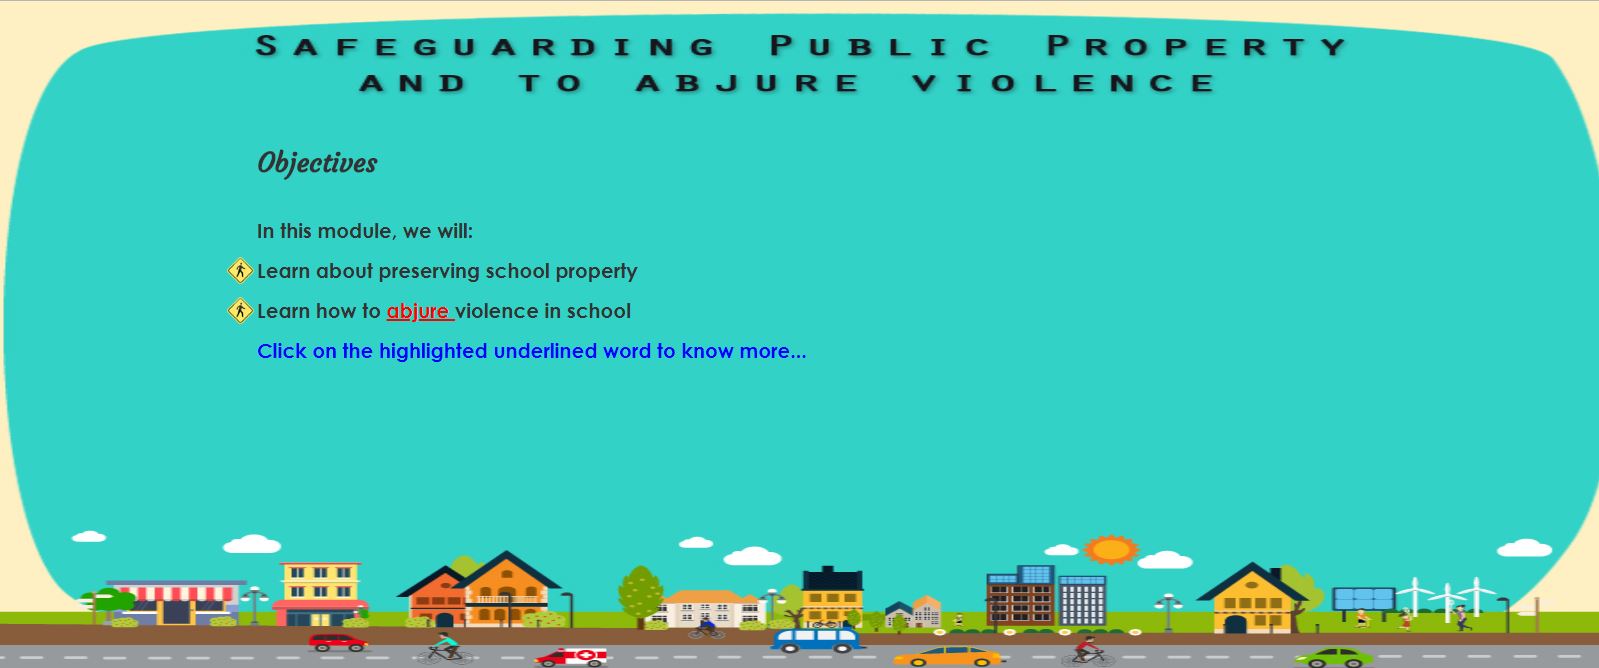 Safeguarding Public Property
and to abjure violence
Objectives
In this module, we will:
Learn about preserving school property
Learn how to abjure violence in school
Click on the highlighted underlined word to know more...